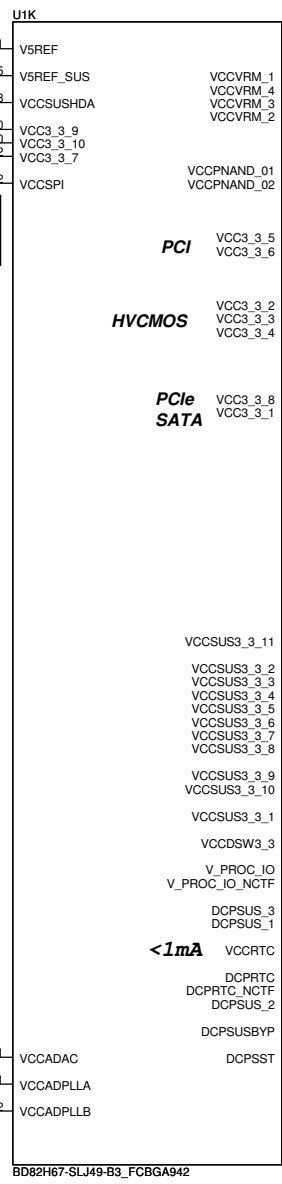 U1K
V5REF
V5REF_SUS
VCCSUSHDA
VCC3_3_9
VCC3_3_10
VCC3_3_7
VCCSPI
VCCVRM_1
VCCVRM_4
VCCVRM_3
VCCVRM_2
VCCPNAND_01
VCCPNAND_02
PCI
VCC3_3_5
VCC3_3_6
HVCMOS
VCC3_3_2
VCC3_3_3
VCC3_3_4
PCIe
SATA
VCC3_3_8
VCC3_3_1
VCCSUS3_3_11
VCCSUS3_3_2
VCCSUS3_3_3
VCCSUS3_3_4
VCCSUS3_3_5
VCCSUS3_3_6
VCCSUS3_3_7
VCCSUS3_3_8
VCCSUS3_3_9
VCCSUS3_3_10
VCCSUS3_3_1
VCCDSW3_3
V_PROC_IO
V_PROC_IO_NCTF
DCPSUS_3
DCPSUS_1
<1mA VCCRTC
DCPRTC
DCPRTC_NCTF
DCPSUS_2
DCPSUSBYP
DCPSST
VCCADAC
VCCADPLLA
VCCADPLLB
BD82H67-SLJ49-B3_FCBGA942